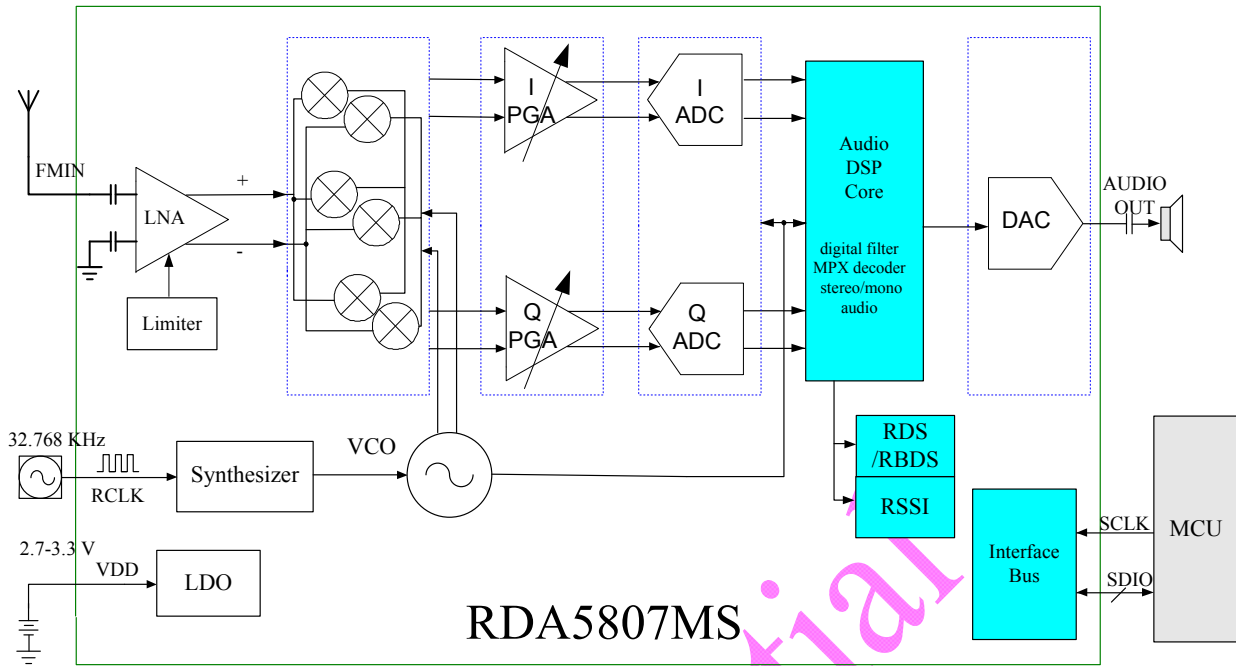 I
PGA
I
ADC
Audio
DSP
Core
digital filter
MPX decoder
stereo/mono
audio
FMIN
LNA
+
-
Limiter
DAC
AUDIO
OUT
Q
PGA
Q
ADC
32.768 KHz
RCLK
Synthesizer
VCO
RDS
/RBDS
RSSI
2.7-3.3 V
VDD
LDO
Interface
Bus
SCLK
SDIO
MCU
RDA5807MS
tial